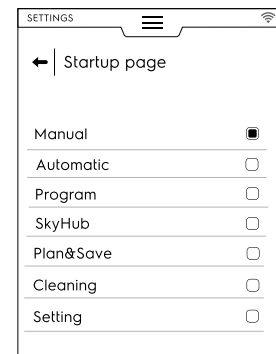 SETTINGS
Startup page
Manual
Automatic
Program
SkyHub
Plan&Save
Cleaning
Setting